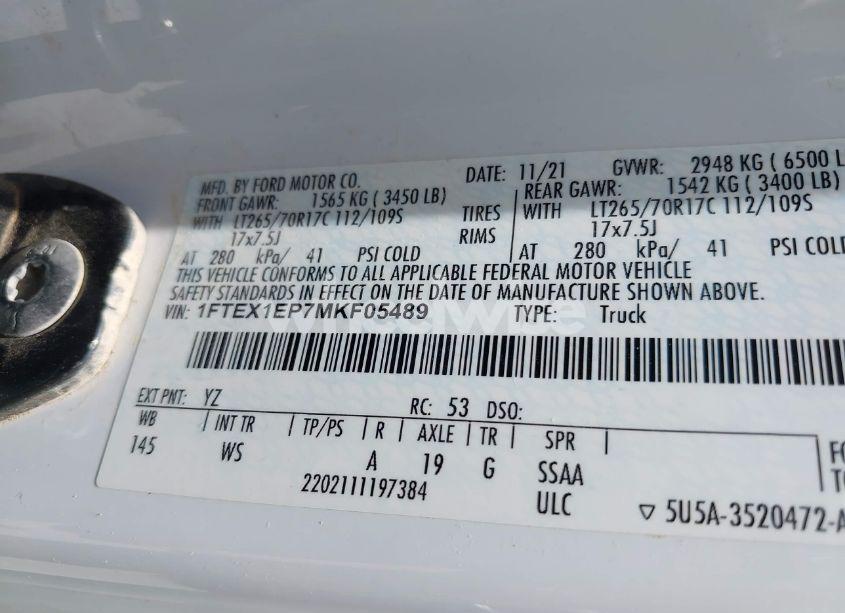 MFD. BY FORD MOTOR CO.
DATE: 11/21 GVWR: 2948 KG ( 6500 L
FRONT GAWR: 1565 KG ( 3450 LB)
REAR GAWR: 1542 KG ( 3400 LB)
WITH LT265/70R17C 112/109S TIRES WITH LT265/70R17C 112/109S
17x7.5J RIMS 17x7.5J
AT 280 kPa/ 41 PSI COLD AT 280 kPa/ 41 PSI COLD
THIS VEHICLE CONFORMS TO ALL APPLICABLE FEDERAL MOTOR VEHICLE
SAFETY STANDARDS IN EFFECT ON THE DATE OF MANUFACTURE SHOWN ABOVE.
VIN: 1FTEX1EP7MKF05489 TYPE: Truck
EXT PNT: YZ RC: 53 DSO:
WB INT TR TP/PS R AXLE TR SPR
145 WS A 19 G SSAA
2202111197384 ULC
▽ 5U5A-3520472-A